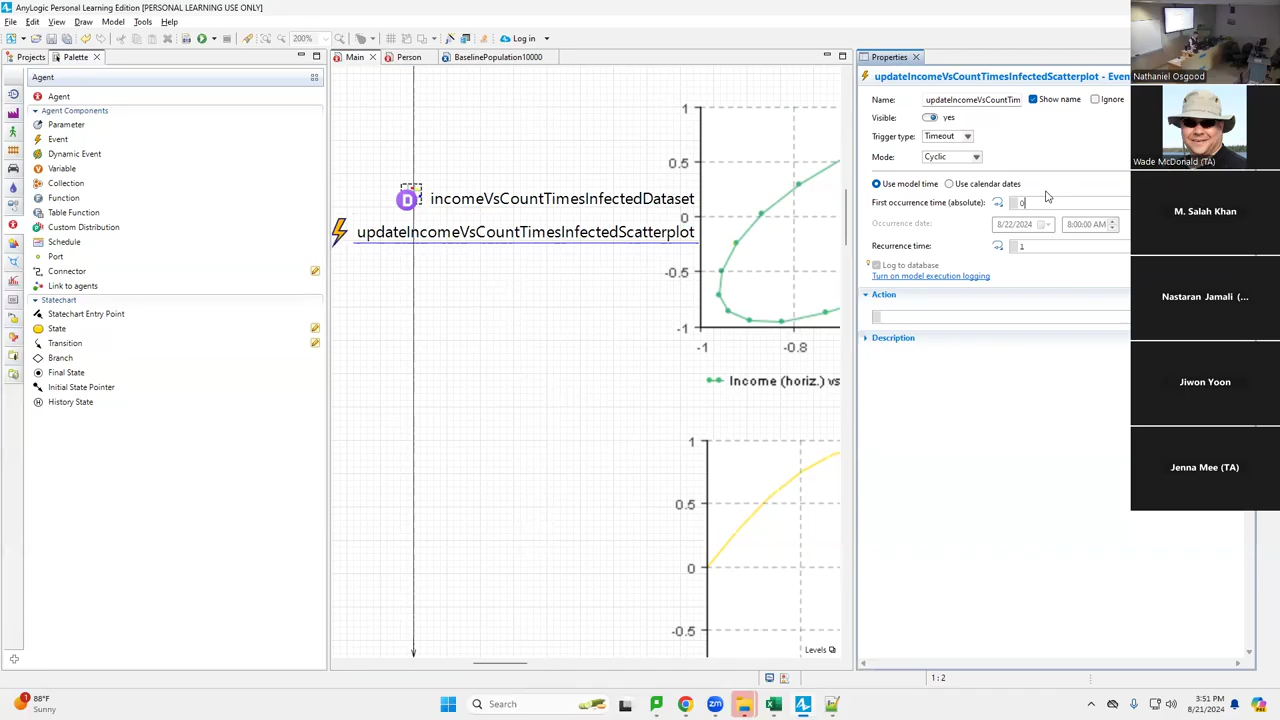 AnyLogic Personal Learning Edition [PERSONAL LEARNING USE ONLY]
File Edit View Draw Model Tools Help
200% Log in
Projects Palette
Agent
Agent
Agent Components
Parameter
Event
Dynamic Event
Variable
Collection
Function
Table Function
Custom Distribution
Schedule
Port
Connector
Link to agents
Statechart
Statechart Entry Point
State
Transition
Branch
Final State
Initial State Pointer
History State
Main Person BaselinePopulation10000
incomeVsCountTimesInfectedDataset
updateIncomeVsCountTimesInfectedScatterplot
1
0.5
0
-0.5
-1
-1 -0.8
Income (horiz.) vs
1
0.5
0
-0.5
Levels
Properties
updateIncomeVsCountTimesInfectedScatterplot - Even
Name: updateIncomeVsCountTim Show name Ignore
Visible: yes
Trigger type: Timeout
Mode: Cyclic
Use model time Use calendar dates
First occurrence time (absolute): 0
Occurrence date: 8/22/2024 8:00:00 AM
Recurrence time: 1
Log to database
Turn on model execution logging
Action
Description
Nathaniel Osgood
Wade McDonald (TA)
M. Salah Khan
Nastaran Jamali (...
Jiwon Yoon
Jenna Mee (TA)
1 : 2
1
88°F
Sunny
Search
3:51 PM
8/21/2024